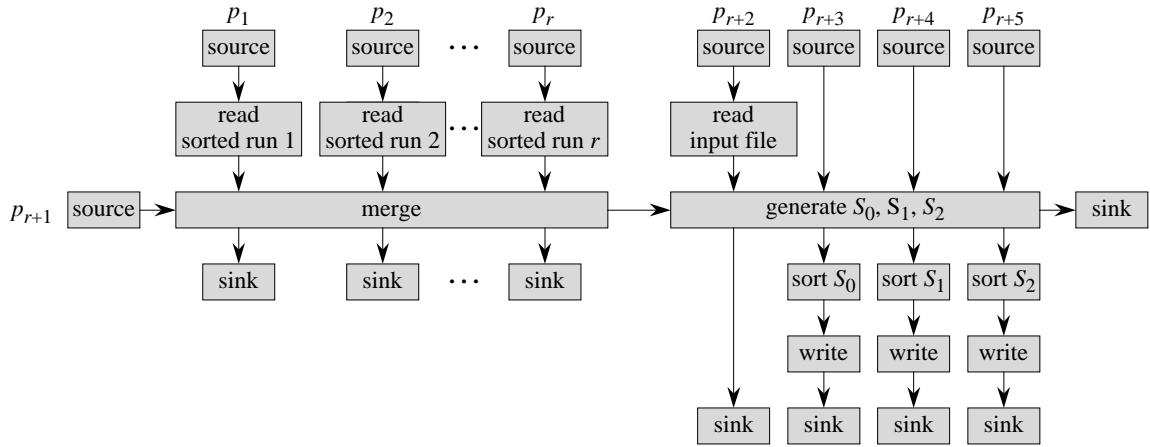 p1 p2 pr pr+2 pr+3 pr+4 pr+5
source source ··· source source source source source
read sorted run 1
read sorted run 2
···
read sorted run r
read input file
pr+1 source merge generate S0, S1, S2 sink
sink sink ··· sink sort S0 sort S1 sort S2
write write write
sink sink sink sink